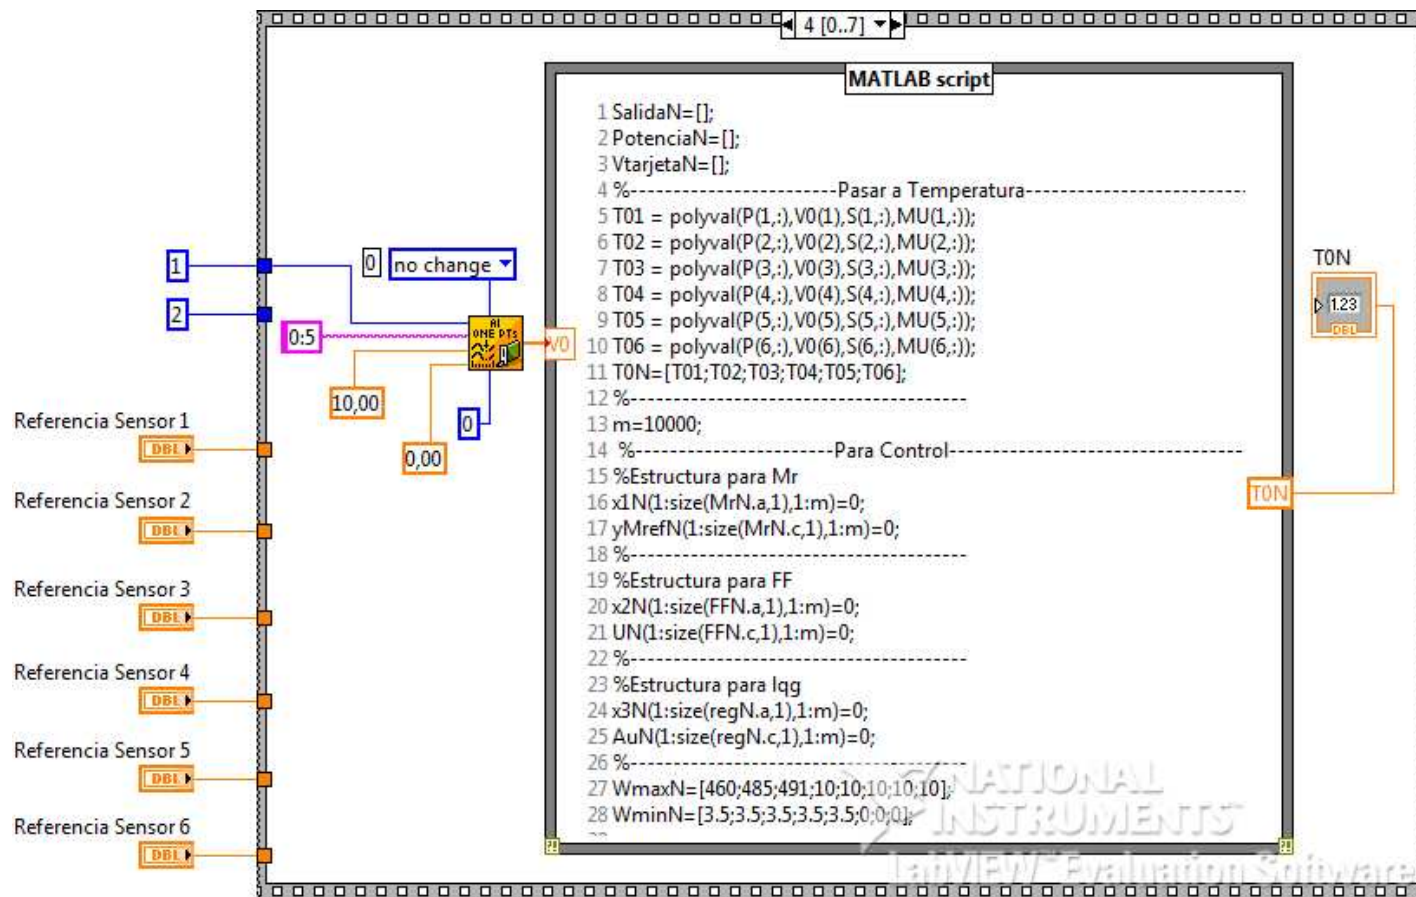 4 [0..7]
MATLAB script
1 SalidaN=[];
2 PotenciaN=[];
3 VtarjetaN=[];
4 %------------------------Pasar a Temperatura--------------------------
5 T01 = polyval(P(1,:),V0(1),S(1,:),MU(1,:));
6 T02 = polyval(P(2,:),V0(2),S(2,:),MU(2,:));
7 T03 = polyval(P(3,:),V0(3),S(3,:),MU(3,:));
8 T04 = polyval(P(4,:),V0(4),S(4,:),MU(4,:));
9 T05 = polyval(P(5,:),V0(5),S(5,:),MU(5,:));
10 T06 = polyval(P(6,:),V0(6),S(6,:),MU(6,:));
11 T0N=[T01;T02;T03;T04;T05;T06];
12 %----------------------------------------
13 m=10000;
14 %-----------------------Para Control-----------------------------------
15 %Estructura para Mr
16 x1N(1:size(MrN.a,1),1:m)=0;
17 yMrefN(1:size(MrN.c,1),1:m)=0;
18 %----------------------------------------
19 %Estructura para FF
20 x2N(1:size(FFN.a,1),1:m)=0;
21 UN(1:size(FFN.c,1),1:m)=0;
22 %----------------------------------------
23 %Estructura para lqg
24 x3N(1:size(regN.a,1),1:m)=0;
25 AuN(1:size(regN.c,1),1:m)=0;
26 %----------------------------------------
27 WmaxN=[460;485;491;10;10;10;10;10];
28 WminN=[3.5;3.5;3.5;3.5;3.5;0;0;0];
1
0
no change
2
0:5
AI
ONE PTs
V0
10,00
0
0,00
T0N
1.23
DBL
T0N
Referencia Sensor 1
DBL
Referencia Sensor 2
DBL
Referencia Sensor 3
DBL
Referencia Sensor 4
DBL
Referencia Sensor 5
DBL
Referencia Sensor 6
DBL
NATIONAL
INSTRUMENTS™
LabVIEW™ Evaluation Software